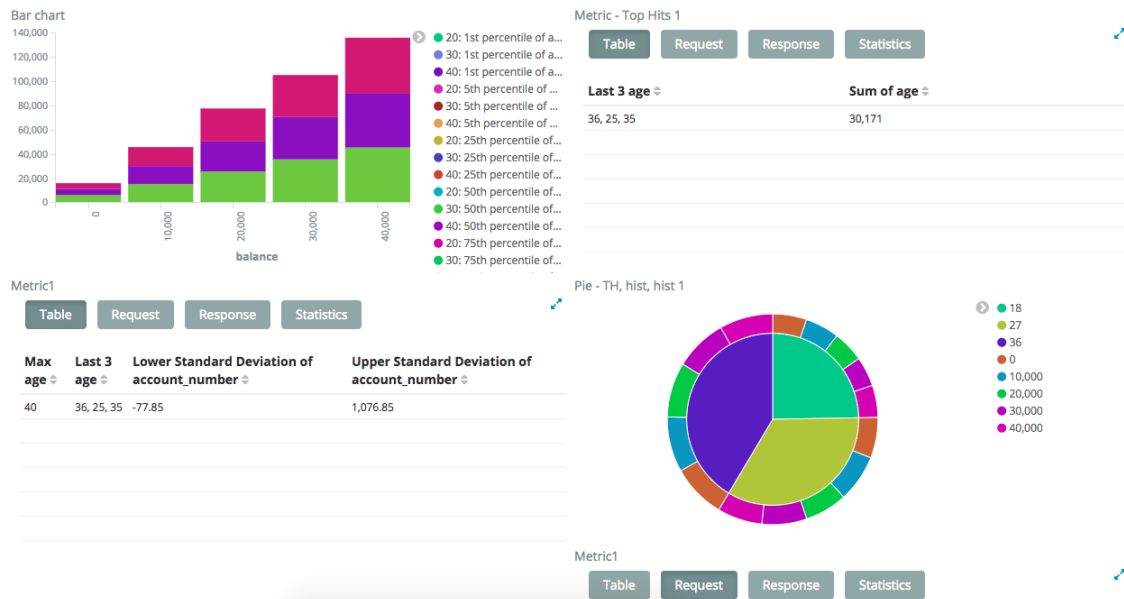 Bar chart
140,000
120,000
100,000
80,000
60,000
40,000
20,000
0
0
10,000
20,000
30,000
40,000
balance
20: 1st percentile of a...
30: 1st percentile of a...
40: 1st percentile of a...
20: 5th percentile of ...
30: 5th percentile of ...
40: 5th percentile of ...
20: 25th percentile of...
30: 25th percentile of...
40: 25th percentile of...
20: 50th percentile of...
30: 50th percentile of...
40: 50th percentile of...
20: 75th percentile of...
30: 75th percentile of...
Metric - Top Hits 1
Table Request Response Statistics
Last 3 age Sum of age
36, 25, 35 30,171
Metric1
Table Request Response Statistics
Max age Last 3 age Lower Standard Deviation of account_number Upper Standard Deviation of account_number
40 36, 25, 35 -77.85 1,076.85
Pie - TH, hist, hist 1
18
27
36
0
10,000
20,000
30,000
40,000
Metric1
Table Request Response Statistics